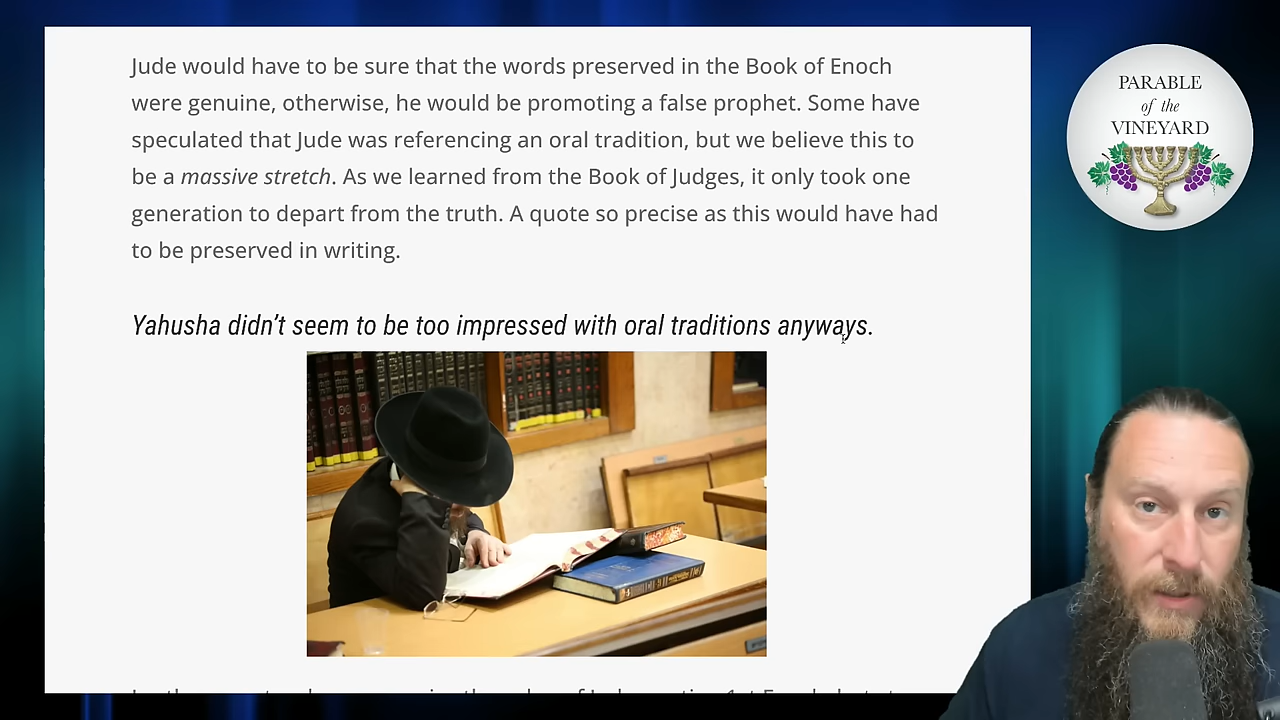 Jude would have to be sure that the words preserved in the Book of Enoch
were genuine, otherwise, he would be promoting a false prophet. Some have
speculated that Jude was referencing an oral tradition, but we believe this to
be a massive stretch. As we learned from the Book of Judges, it only took one
generation to depart from the truth. A quote so precise as this would have had
to be preserved in writing.
Yahusha didn't seem to be too impressed with oral traditions anyways.
PARABLE
of the
VINEYARD